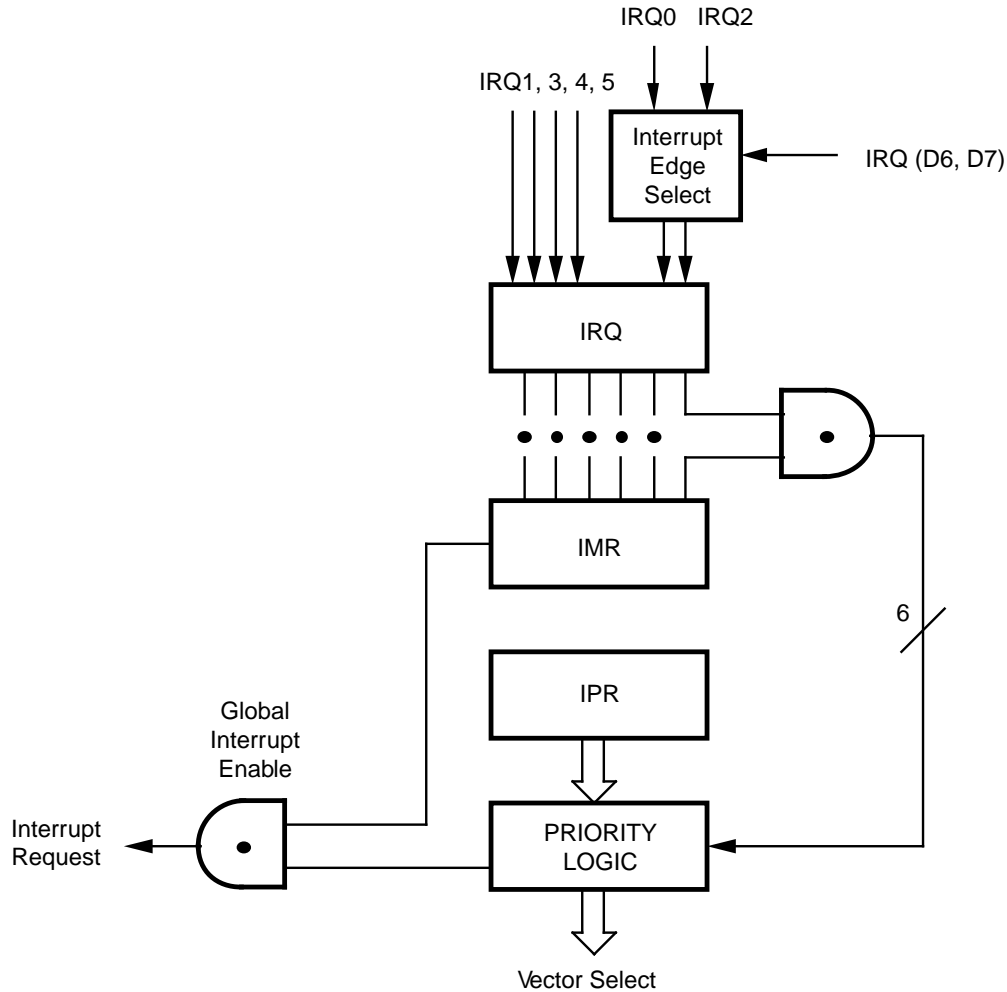 IRQ0 IRQ2
IRQ1, 3, 4, 5
Interrupt
Edge
Select
IRQ (D6, D7)
IRQ
IMR
6
IPR
Global
Interrupt
Enable
Interrupt
Request
PRIORITY
LOGIC
Vector Select